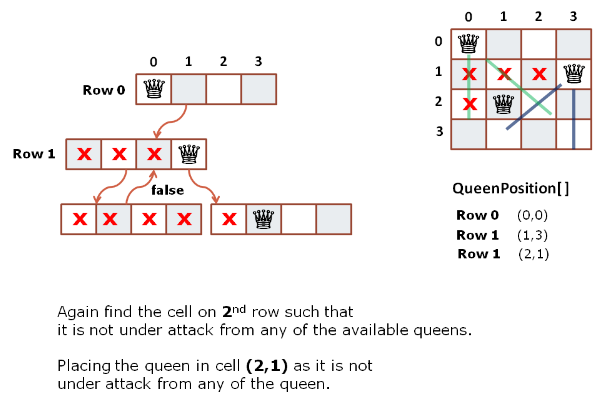 0 1 2 3
Row 0
Row 1
X X X
false
X X X X
X
0 1 2 3
0
1 X X X
2 X
3
QueenPosition[ ]
Row 0 (0,0)
Row 1 (1,3)
Row 1 (2,1)
Again find the cell on 2nd row such that
it is not under attack from any of the available queens.
Placing the queen in cell (2,1) as it is not
under attack from any of the queen.